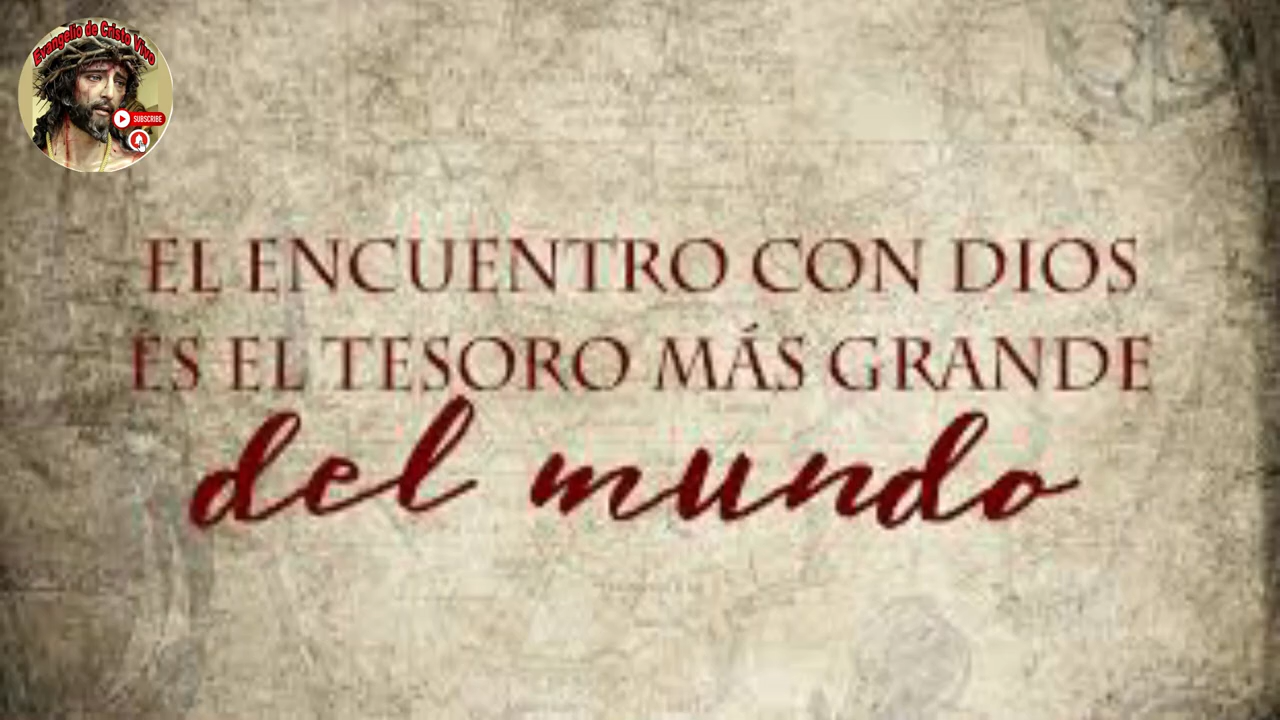 Evangelio de Cristo Vivo
SUBSCRIBE
EL ENCUENTRO CON DIOS
ES EL TESORO MÁS GRANDE
del mundo